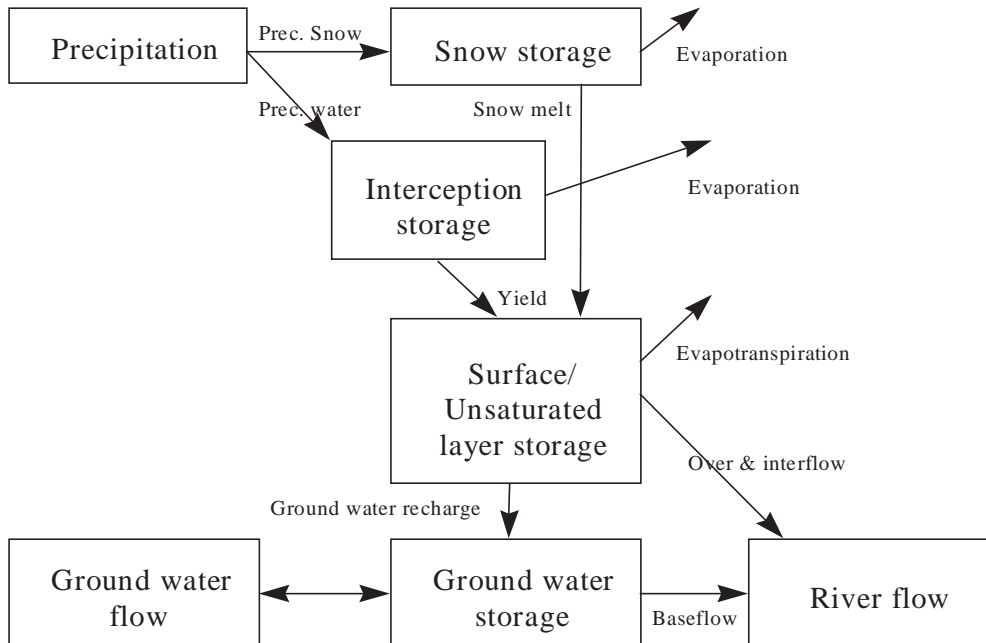 Precipitation
Prec. Snow
Snow storage
Evaporation
Prec. water
Snow melt
Interception
storage
Evaporation
Yield
Surface/
Unsaturated
layer storage
Evapotranspiration
Over & interflow
Ground water recharge
Ground water
flow
Ground water
storage
Baseflow
River flow